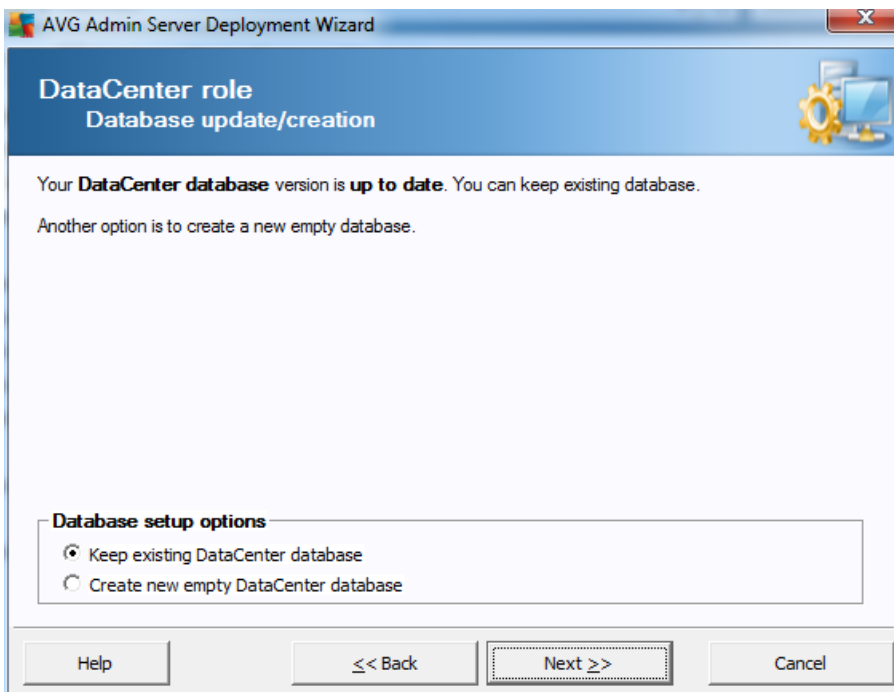 AVG Admin Server Deployment Wizard
DataCenter role
Database update/creation
Your DataCenter database version is up to date. You can keep existing database.
Another option is to create a new empty database.
Database setup options
Keep existing DataCenter database
Create new empty DataCenter database
Help
<< Back
Next >>
Cancel